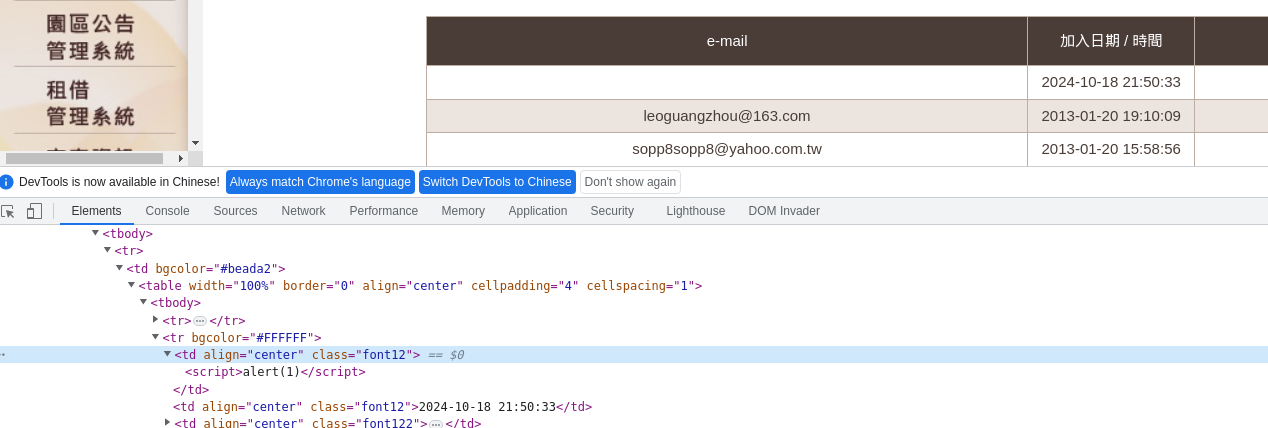 園區公告
管理系統
租借
管理系統
e-mail
加入日期 / 時間
2024-10-18 21:50:33
leoguangzhou@163.com
2013-01-20 19:10:09
sopp8sopp8@yahoo.com.tw
2013-01-20 15:58:56
DevTools is now available in Chinese! Always match Chrome's language Switch DevTools to Chinese Don't show again
Elements Console Sources Network Performance Memory Application Security Lighthouse DOM Invader
<tbody>
<tr>
<td bgcolor="#beada2">
<table width="100%" border="0" align="center" cellpadding="4" cellspacing="1">
<tbody>
<tr>…</tr>
<tr bgcolor="#FFFFFF">
<td align="center" class="font12"> == $0
<script>alert(1)</script>
</td>
<td align="center" class="font12">2024-10-18 21:50:33</td>
<td align="center" class="font122">…</td>